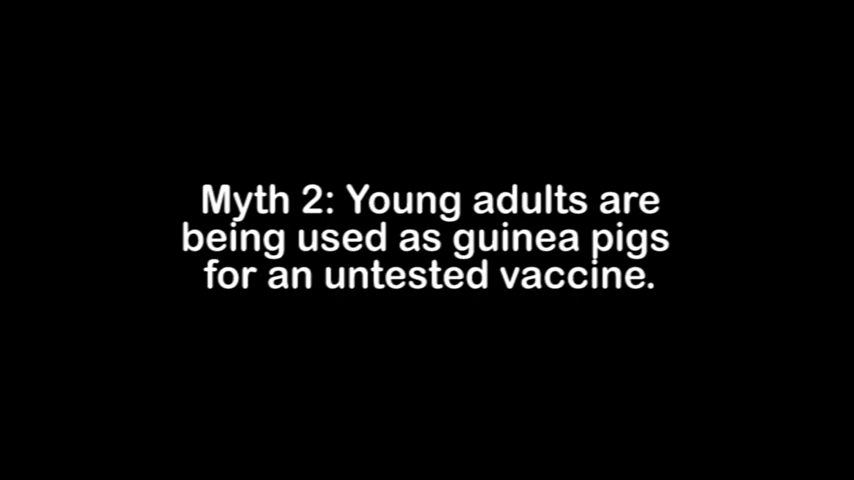 Myth 2: Young adults are
being used as guinea pigs
for an untested vaccine.